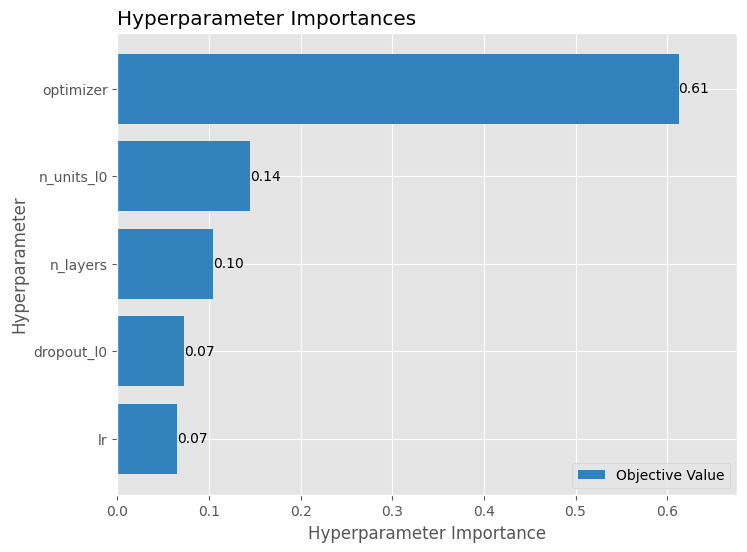 Hyperparameter Importances
Hyperparameter
optimizer
0.61
n_units_l0
0.14
n_layers
0.10
dropout_l0
0.07
lr
0.07
Objective Value
0.0 0.1 0.2 0.3 0.4 0.5 0.6
Hyperparameter Importance